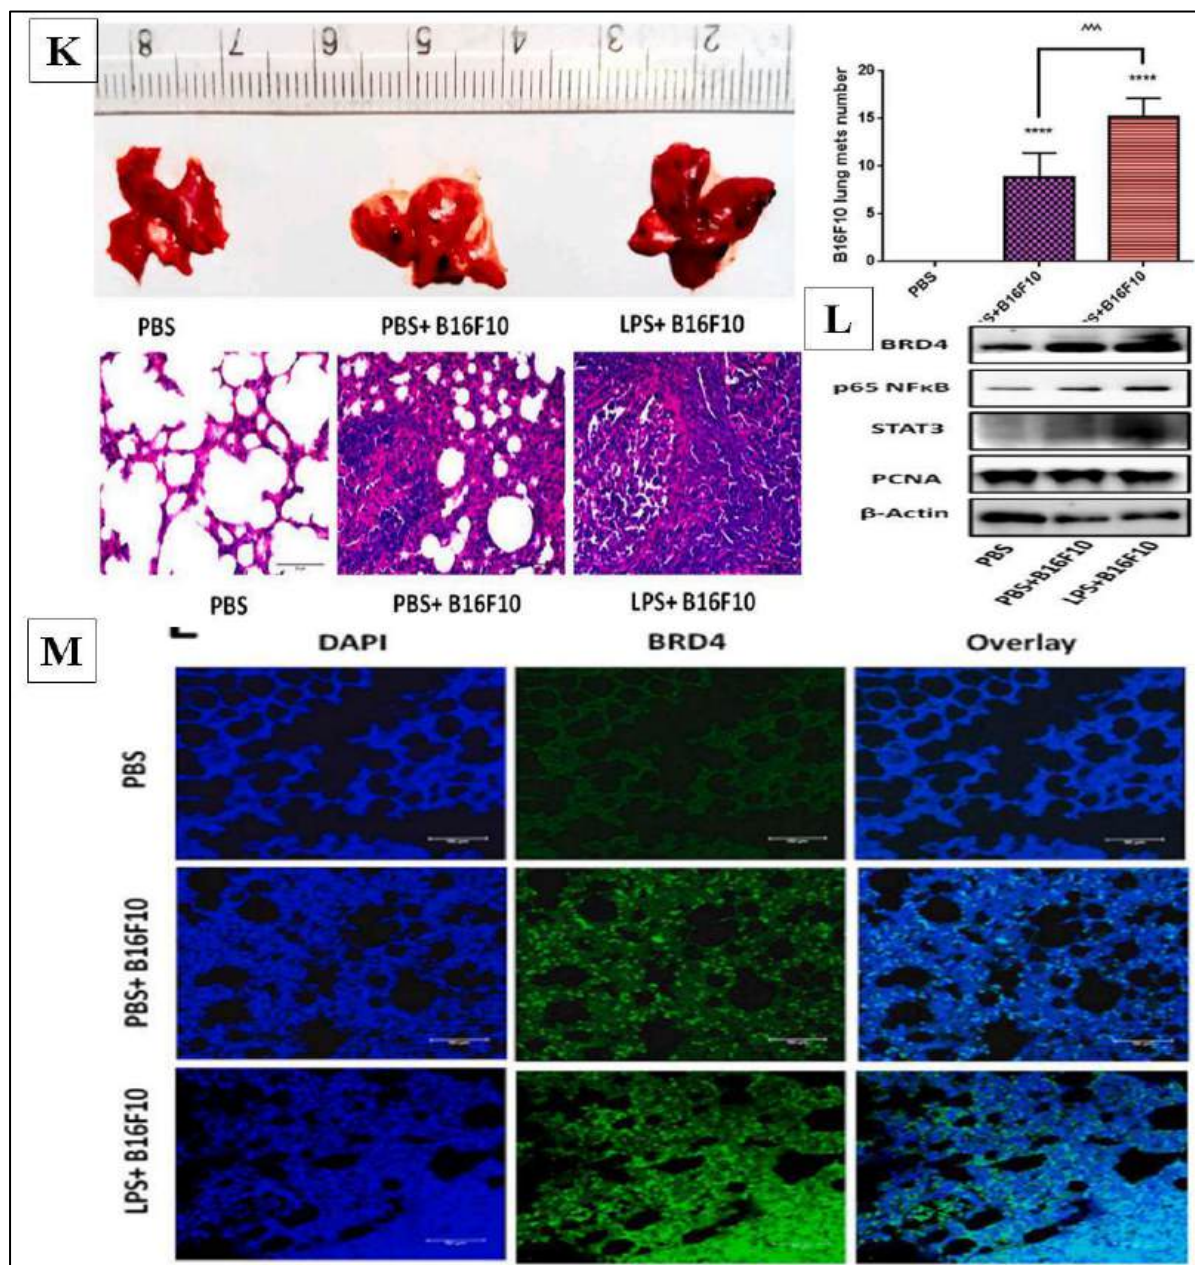 K
8 7 6 5 4 3 2
PBS
PBS+ B16F10
LPS+ B16F10
PBS
PBS+ B16F10
LPS+ B16F10
B16F10 lung mets number
20
15
10
5
0
****
****
^^^
PBS
S+B16F10
S+B16F10
L
BRD4
p65 NFκB
STAT3
PCNA
β-Actin
PBS
PBS+B16F10
LPS+B16F10
M
DAPI
BRD4
Overlay
PBS
PBS+ B16F10
LPS+ B16F10